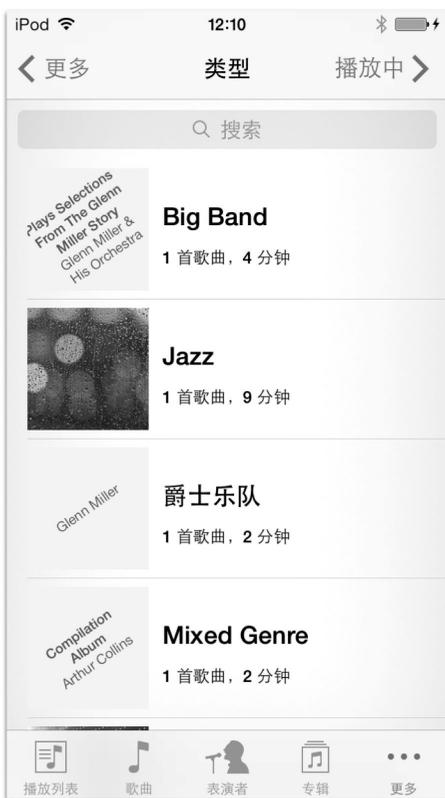 iPod 12:10
更多 类型 播放中
搜索
Plays Selections
From The Glenn
Miller Story
Glenn Miller &
His Orchestra
Big Band
1 首歌曲，4 分钟
Jazz
1 首歌曲，9 分钟
Glenn Miller
爵士乐队
1 首歌曲，2 分钟
Compilation
Album
Arthur Collins
Mixed Genre
1 首歌曲，2 分钟
播放列表 歌曲 表演者 专辑 更多